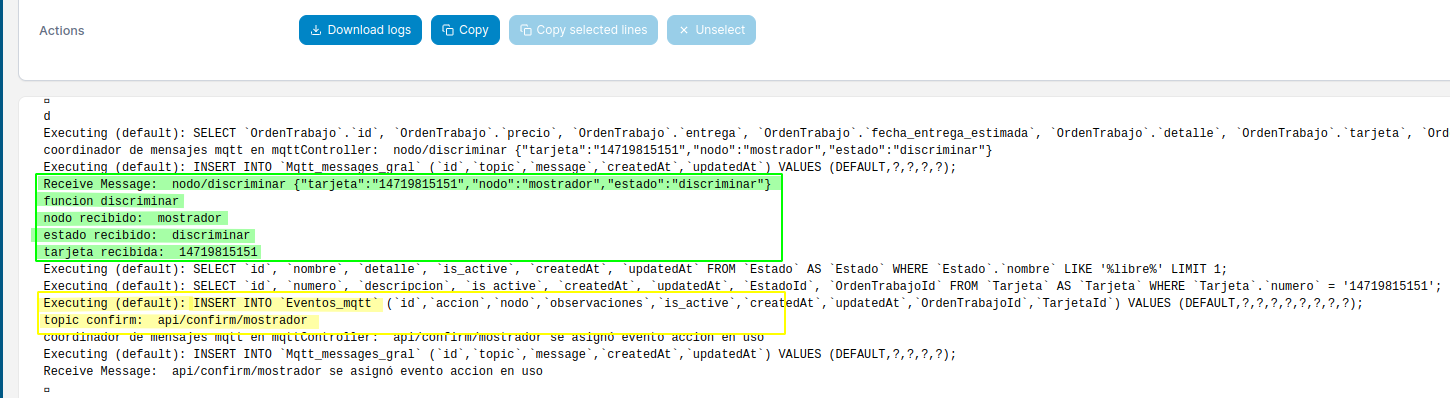 Actions
Download logs
Copy
Copy selected lines
Unselect
d
Executing (default): SELECT `OrdenTrabajo`.`id`, `OrdenTrabajo`.`precio`, `OrdenTrabajo`.`entrega`, `OrdenTrabajo`.`fecha_entrega_estimada`, `OrdenTrabajo`.`detalle`, `OrdenTrabajo`.`tarjeta`, `Ord
coordinador de mensajes mqtt en mqttController:  nodo/discriminar {"tarjeta":"14719815151","nodo":"mostrador","estado":"discriminar"}
Executing (default): INSERT INTO `Mqtt_messages_gral` (`id`,`topic`,`message`,`createdAt`,`updatedAt`) VALUES (DEFAULT,?,?,?,?);
Receive Message:  nodo/discriminar {"tarjeta":"14719815151","nodo":"mostrador","estado":"discriminar"}
funcion discriminar
nodo recibido:  mostrador
estado recibido:  discriminar
tarjeta recibida:  14719815151
Executing (default): SELECT `id`, `nombre`, `detalle`, `is_active`, `createdAt`, `updatedAt` FROM `Estado` AS `Estado` WHERE `Estado`.`nombre` LIKE '%libre%' LIMIT 1;
Executing (default): SELECT `id`, `numero`, `descripcion`, `is_active`, `createdAt`, `updatedAt`, `EstadoId`, `OrdenTrabajoId` FROM `Tarjeta` AS `Tarjeta` WHERE `Tarjeta`.`numero` = '14719815151';
Executing (default): INSERT INTO `Eventos_mqtt` (`id`,`accion`,`nodo`,`observaciones`,`is_active`,`createdAt`,`updatedAt`,`OrdenTrabajoId`,`TarjetaId`) VALUES (DEFAULT,?,?,?,?,?,?,?,?);
topic confirm:  api/confirm/mostrador
coordinador de mensajes mqtt en mqttController:  api/confirm/mostrador se asignó evento accion en uso
Executing (default): INSERT INTO `Mqtt_messages_gral` (`id`,`topic`,`message`,`createdAt`,`updatedAt`) VALUES (DEFAULT,?,?,?,?);
Receive Message:  api/confirm/mostrador se asignó evento accion en uso